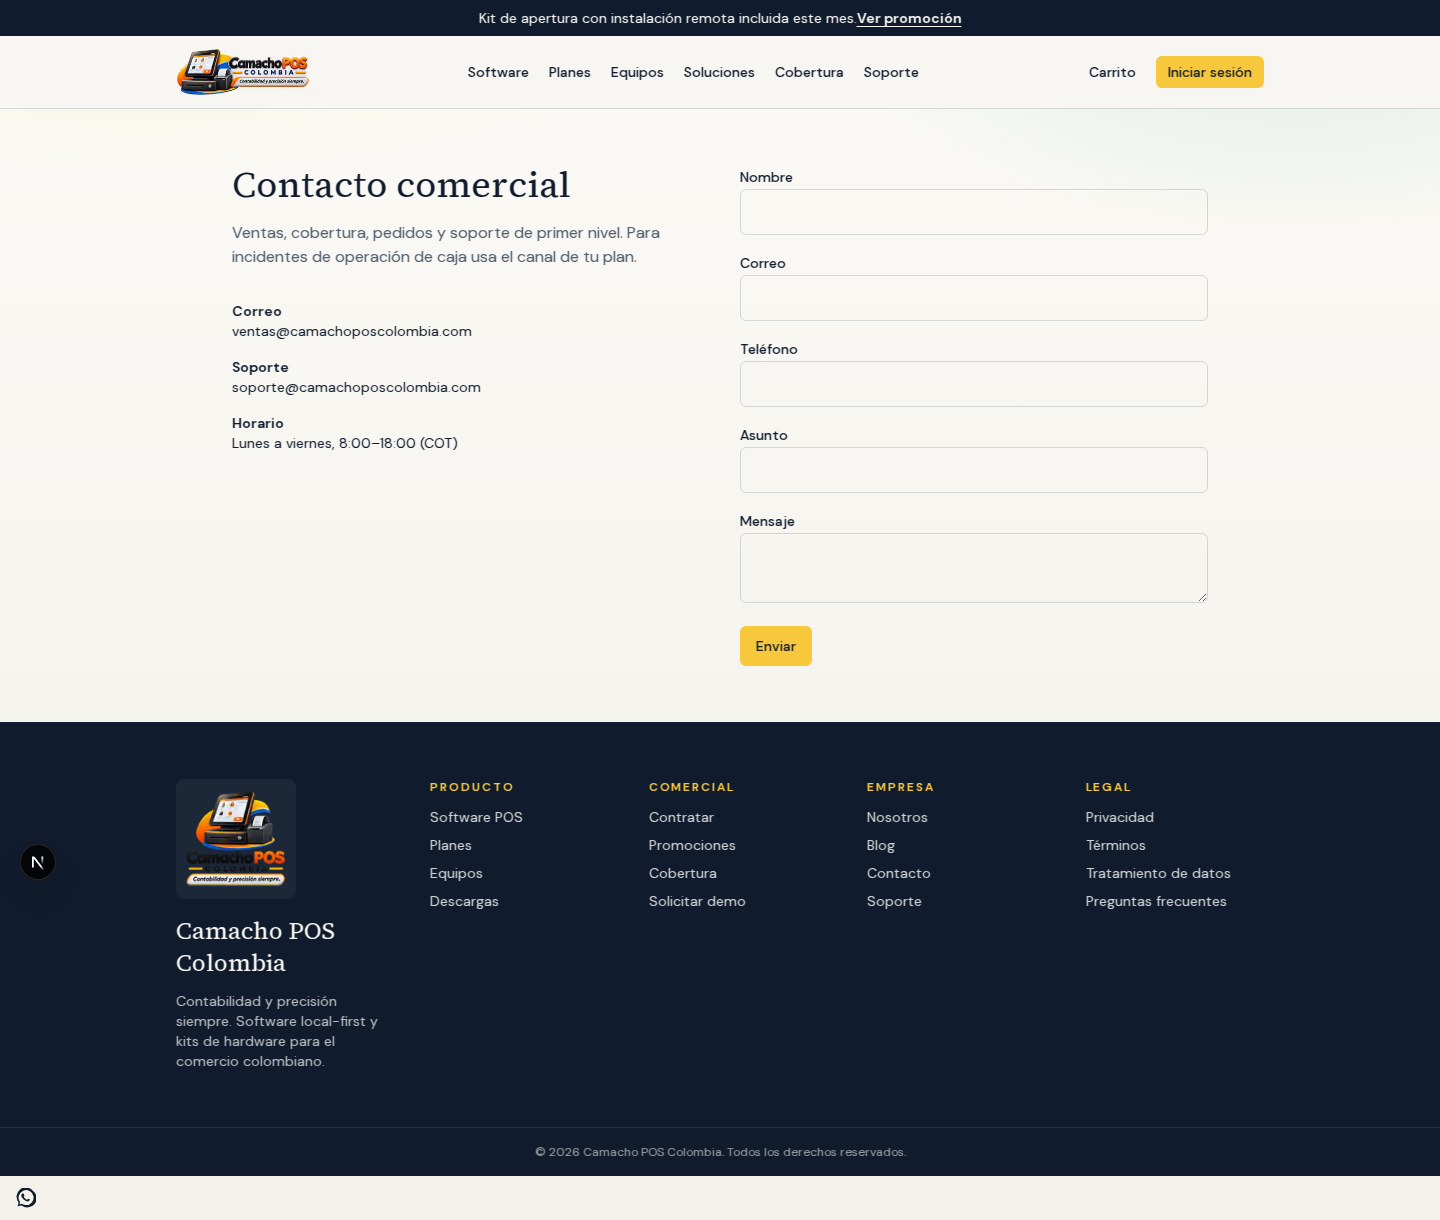 Kit de apertura con instalación remota incluida este mes.Ver promoción
CamachoPOS
COLOMBIA
Contabilidad y precisión siempre.
Software
Planes
Equipos
Soluciones
Cobertura
Soporte
Carrito
Iniciar sesión
Contacto comercial
Ventas, cobertura, pedidos y soporte de primer nivel. Para
incidentes de operación de caja usa el canal de tu plan.
Correo
ventas@camachoposcolombia.com
Soporte
soporte@camachoposcolombia.com
Horario
Lunes a viernes, 8:00–18:00 (COT)
Nombre
Correo
Teléfono
Asunto
Mensaje
Enviar
CamachoPOS
COLOMBIA
Contabilidad y precisión siempre.
Camacho POS
Colombia
Contabilidad y precisión
siempre. Software local-first y
kits de hardware para el
comercio colombiano.
PRODUCTO
Software POS
Planes
Equipos
Descargas
COMERCIAL
Contratar
Promociones
Cobertura
Solicitar demo
EMPRESA
Nosotros
Blog
Contacto
Soporte
LEGAL
Privacidad
Términos
Tratamiento de datos
Preguntas frecuentes
N
© 2026 Camacho POS Colombia. Todos los derechos reservados.